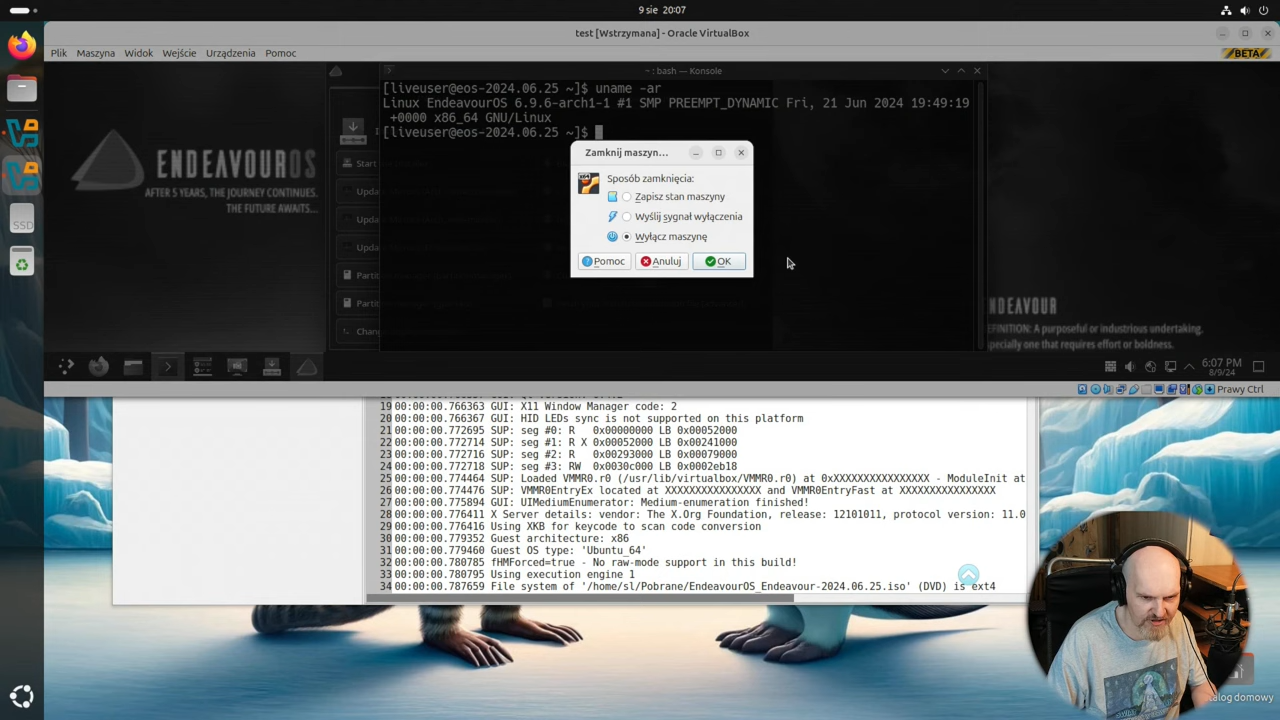 9 sie 20:07
test [Wstrzymana] - Oracle VirtualBox
Plik Maszyna Widok Wejście Urządzenia Pomoc
BETA
~ : bash — Konsole
[liveuser@eos-2024.06.25 ~]$ uname -ar
Linux EndeavourOS 6.9.6-arch1-1 #1 SMP PREEMPT_DYNAMIC Fri, 21 Jun 2024 19:49:19
+0000 x86_64 GNU/Linux
[liveuser@eos-2024.06.25 ~]$
ENDEAVOUROS
AFTER 5 YEARS, THE JOURNEY CONTINUES.
THE FUTURE AWAITS...
Start
Upda
Upda
Upda
Parti
Parti
Chan
Zamknij maszyn...
Sposób zamknięcia:
Zapisz stan maszyny
Wyślij sygnał wyłączenia
Wyłącz maszynę
Pomoc Anuluj OK
NDEAVOUR
EFINITION: A purposeful or industrious undertaking.
specially one that requires effort or boldness.
6:07 PM
8/9/24
Prawy Ctrl
SSD
19 00:00:00.766363 GUI: X11 Window Manager code: 2
20 00:00:00.766367 GUI: HID LEDs sync is not supported on this platform
21 00:00:00.772695 SUP: seg #0: R 0x00000000 LB 0x00052000
22 00:00:00.772714 SUP: seg #1: R X 0x00052000 LB 0x00241000
23 00:00:00.772716 SUP: seg #2: R 0x00293000 LB 0x00079000
24 00:00:00.772718 SUP: seg #3: RW 0x0030c000 LB 0x0002eb18
25 00:00:00.774464 SUP: Loaded VMMR0.r0 (/usr/lib/virtualbox/VMMR0.r0) at 0xXXXXXXXXXXXXXXXX - ModuleInit at
26 00:00:00.774476 SUP: VMMR0EntryEx located at XXXXXXXXXXXXXXXX and VMMR0EntryFast at XXXXXXXXXXXXXXXX
27 00:00:00.775894 GUI: UIMediumEnumerator: Medium-enumeration finished!
28 00:00:00.776411 X Server details: vendor: The X.Org Foundation, release: 12101011, protocol version: 11.0
29 00:00:00.776416 Using XKB for keycode to scan code conversion
30 00:00:00.779352 Guest architecture: x86
31 00:00:00.779460 Guest OS type: 'Ubuntu_64'
32 00:00:00.780785 fHMForced=true - No raw-mode support in this build!
33 00:00:00.780795 Using execution engine 1
34 00:00:00.787659 File system of '/home/sl/Pobrane/EndeavourOS_Endeavour-2024.06.25.iso' (DVD) is ext4
alog domowy